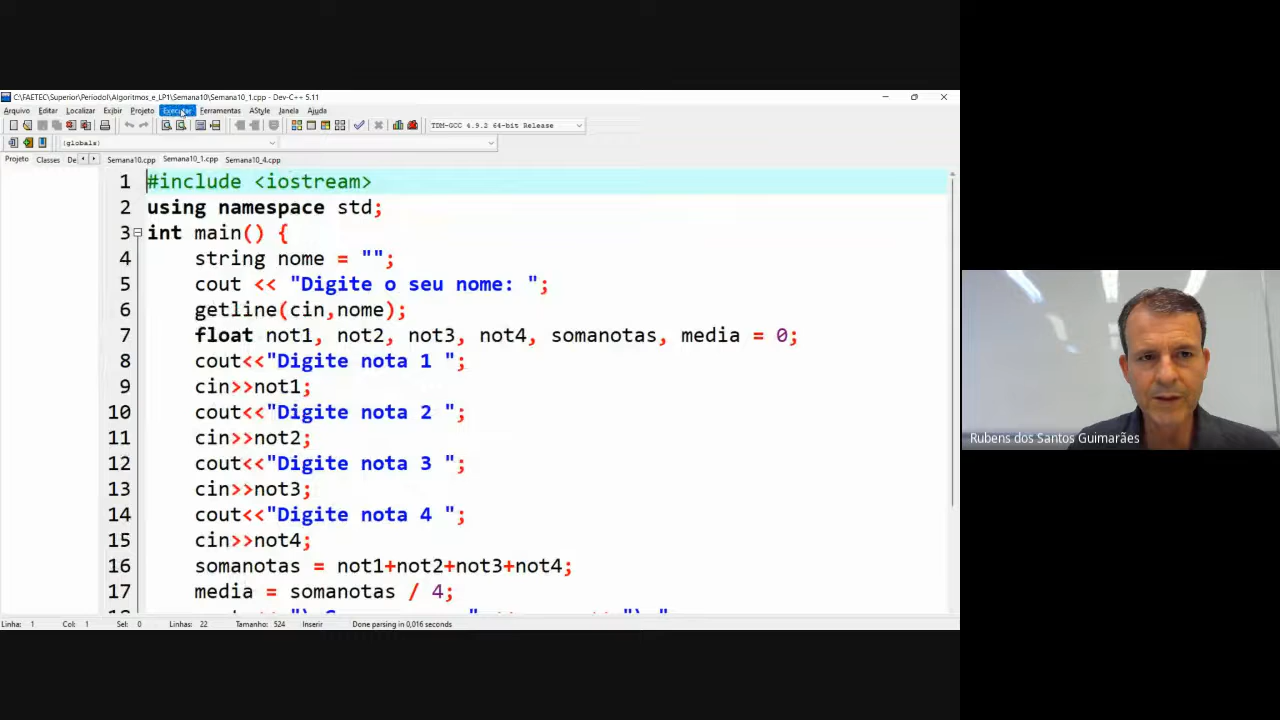 C:\FAETEC\Superior\PeriodoI\Algoritmos_e_LP1\Semana10\Semana10_1.cpp - Dev-C++ 5.11
Arquivo Editar Localizar Exibir Projeto Executar Ferramentas AStyle Janela Ajuda
TDM-GCC 4.9.2 64-bit Release
(globals)
Projeto Classes De Semana10.cpp Semana10_1.cpp Semana10_4.cpp
1 #include <iostream>
2 using namespace std;
3 int main() {
4 string nome = "";
5 cout << "Digite o seu nome: ";
6 getline(cin,nome);
7 float not1, not2, not3, not4, somanotas, media = 0;
8 cout<<"Digite nota 1 ";
9 cin>>not1;
10 cout<<"Digite nota 2 ";
11 cin>>not2;
12 cout<<"Digite nota 3 ";
13 cin>>not3;
14 cout<<"Digite nota 4 ";
15 cin>>not4;
16 somanotas = not1+not2+not3+not4;
17 media = somanotas / 4;
Linha: 1 Col: 1 Sel: 0 Linhas: 22 Tamanho: 524 Inserir Done parsing in 0,016 seconds
Rubens dos Santos Guimarães